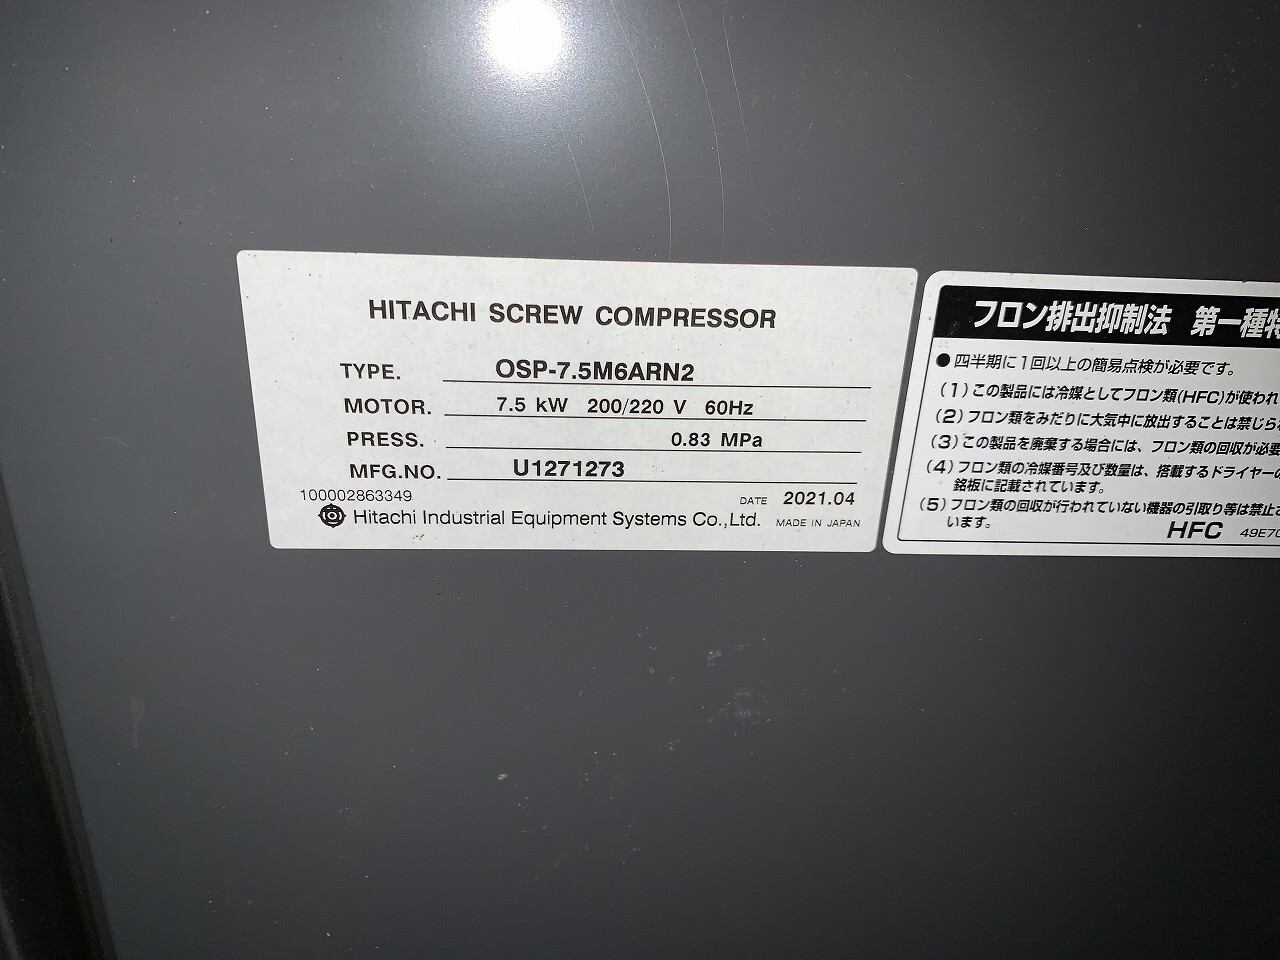 HITACHI SCREW COMPRESSOR
TYPE. OSP-7.5M6ARN2
MOTOR. 7.5 kW 200/220 V 60Hz
PRESS. 0.83 MPa
MFG.NO. U1271273
100002863349
DATE 2021.04
Hitachi Industrial Equipment Systems Co.,Ltd. MADE IN JAPAN
フロン排出抑制法 第一種特
●四半期に1回以上の簡易点検が必要です。
(1)この製品には冷媒としてフロン類(HFC)が使われ
(2)フロン類をみだりに大気中に放出することは禁じられ
(3)この製品を廃棄する場合には、フロン類の回収が必要
(4)フロン類の冷媒番号及び数量は、搭載するドライヤーの
銘板に記載されています。
(5)フロン類の回収が行われていない機器の引取り等は禁止さ
います。
HFC 49E70